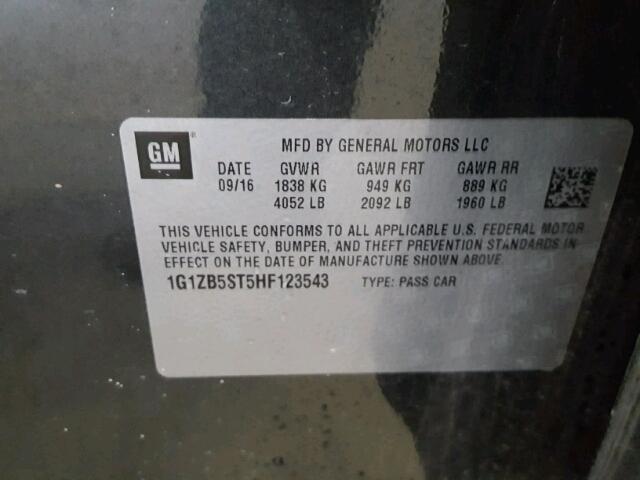 GM®
MFD BY GENERAL MOTORS LLC
DATE GVWR GAWR FRT GAWR RR
09/16 1838 KG 949 KG 889 KG
4052 LB 2092 LB 1960 LB
THIS VEHICLE CONFORMS TO ALL APPLICABLE U.S. FEDERAL MOTOR
VEHICLE SAFETY, BUMPER, AND THEFT PREVENTION STANDARDS IN
EFFECT ON THE DATE OF MANUFACTURE SHOWN ABOVE.
1G1ZB5ST5HF123543 TYPE: PASS CAR